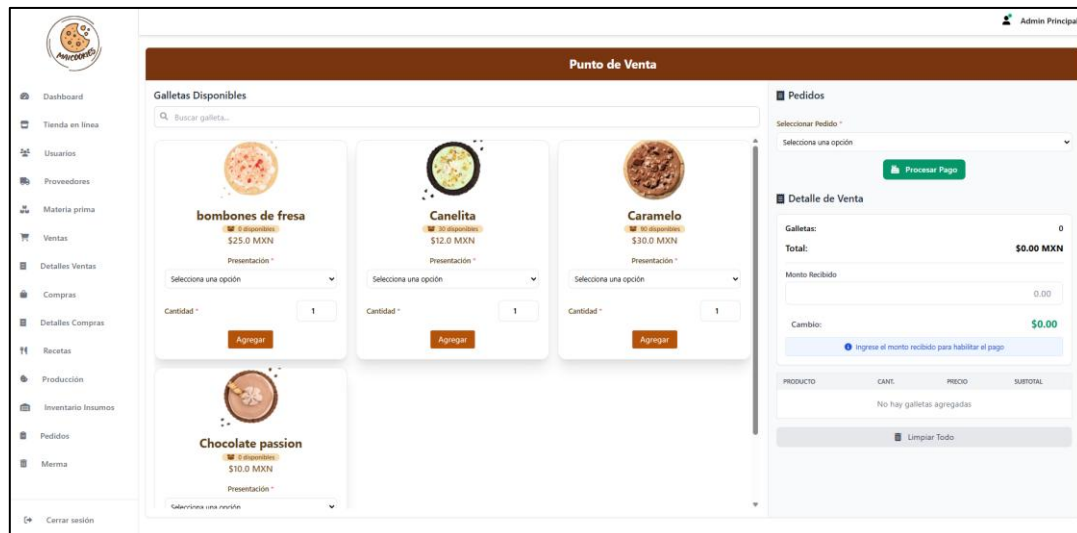 MAICOOKIES
Admin Principal
Punto de Venta
Dashboard
Tienda en línea
Usuarios
Proveedores
Materia prima
Ventas
Detalles Ventas
Compras
Detalles Compras
Recetas
Producción
Inventario Insumos
Pedidos
Merma
Cerrar sesión
Galletas Disponibles
Buscar galleta...
bombones de fresa
0 disponibles
$25.0 MXN
Presentación *
Selecciona una opción
Cantidad * 1
Agregar
Canelita
30 disponibles
$12.0 MXN
Presentación *
Selecciona una opción
Cantidad * 1
Agregar
Caramelo
90 disponibles
$30.0 MXN
Presentación *
Selecciona una opción
Cantidad * 1
Agregar
Chocolate passion
0 disponibles
$10.0 MXN
Presentación *
Selecciona una opción
Pedidos
Seleccionar Pedido *
Selecciona una opción
Procesar Pago
Detalle de Venta
Galletas: 0
Total: $0.00 MXN
Monto Recibido
0.00
Cambio: $0.00
Ingrese el monto recibido para habilitar el pago
PRODUCTO CANT. PRECIO SUBTOTAL
No hay galletas agregadas
Limpiar Todo